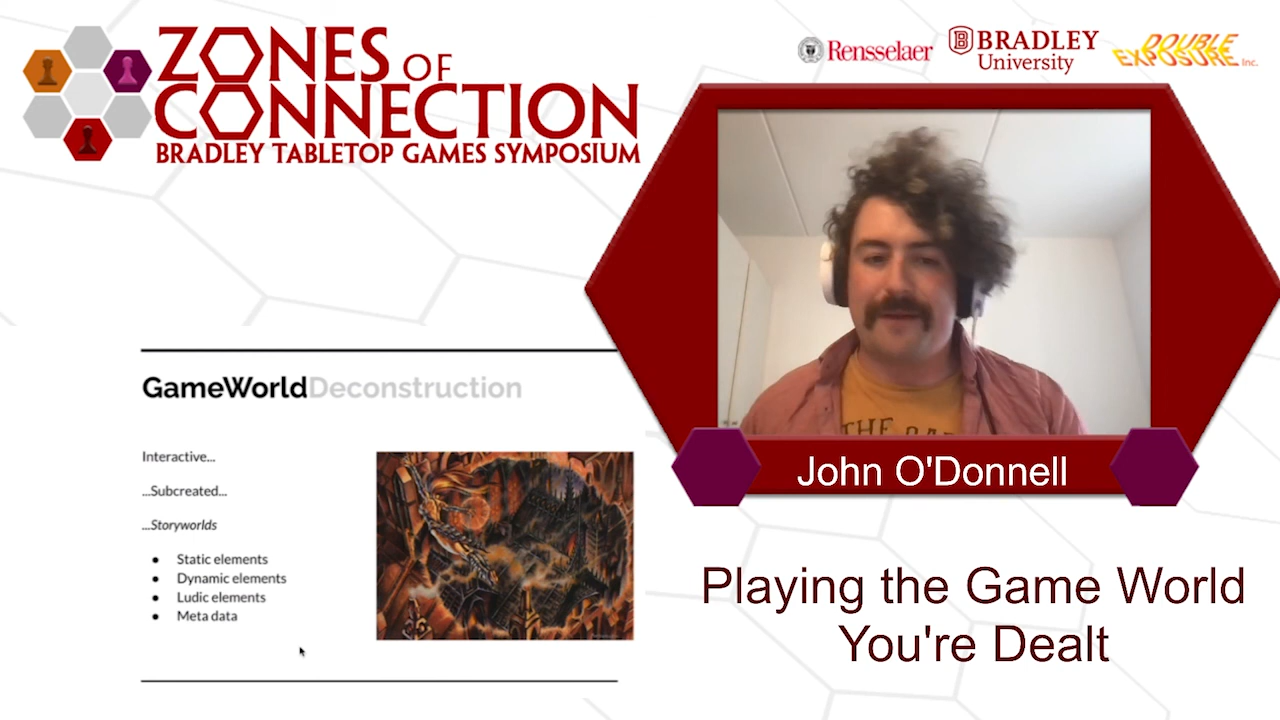 ZONES OF
CONNECTION
BRADLEY TABLETOP GAMES SYMPOSIUM
Rensselaer
BRADLEY
University
DOUBLE
EXPOSURE Inc.
GameWorldDeconstruction
Interactive...
...Subcreated...
...Storyworlds
• Static elements
• Dynamic elements
• Ludic elements
• Meta data
THE
John O'Donnell
Playing the Game World
You're Dealt